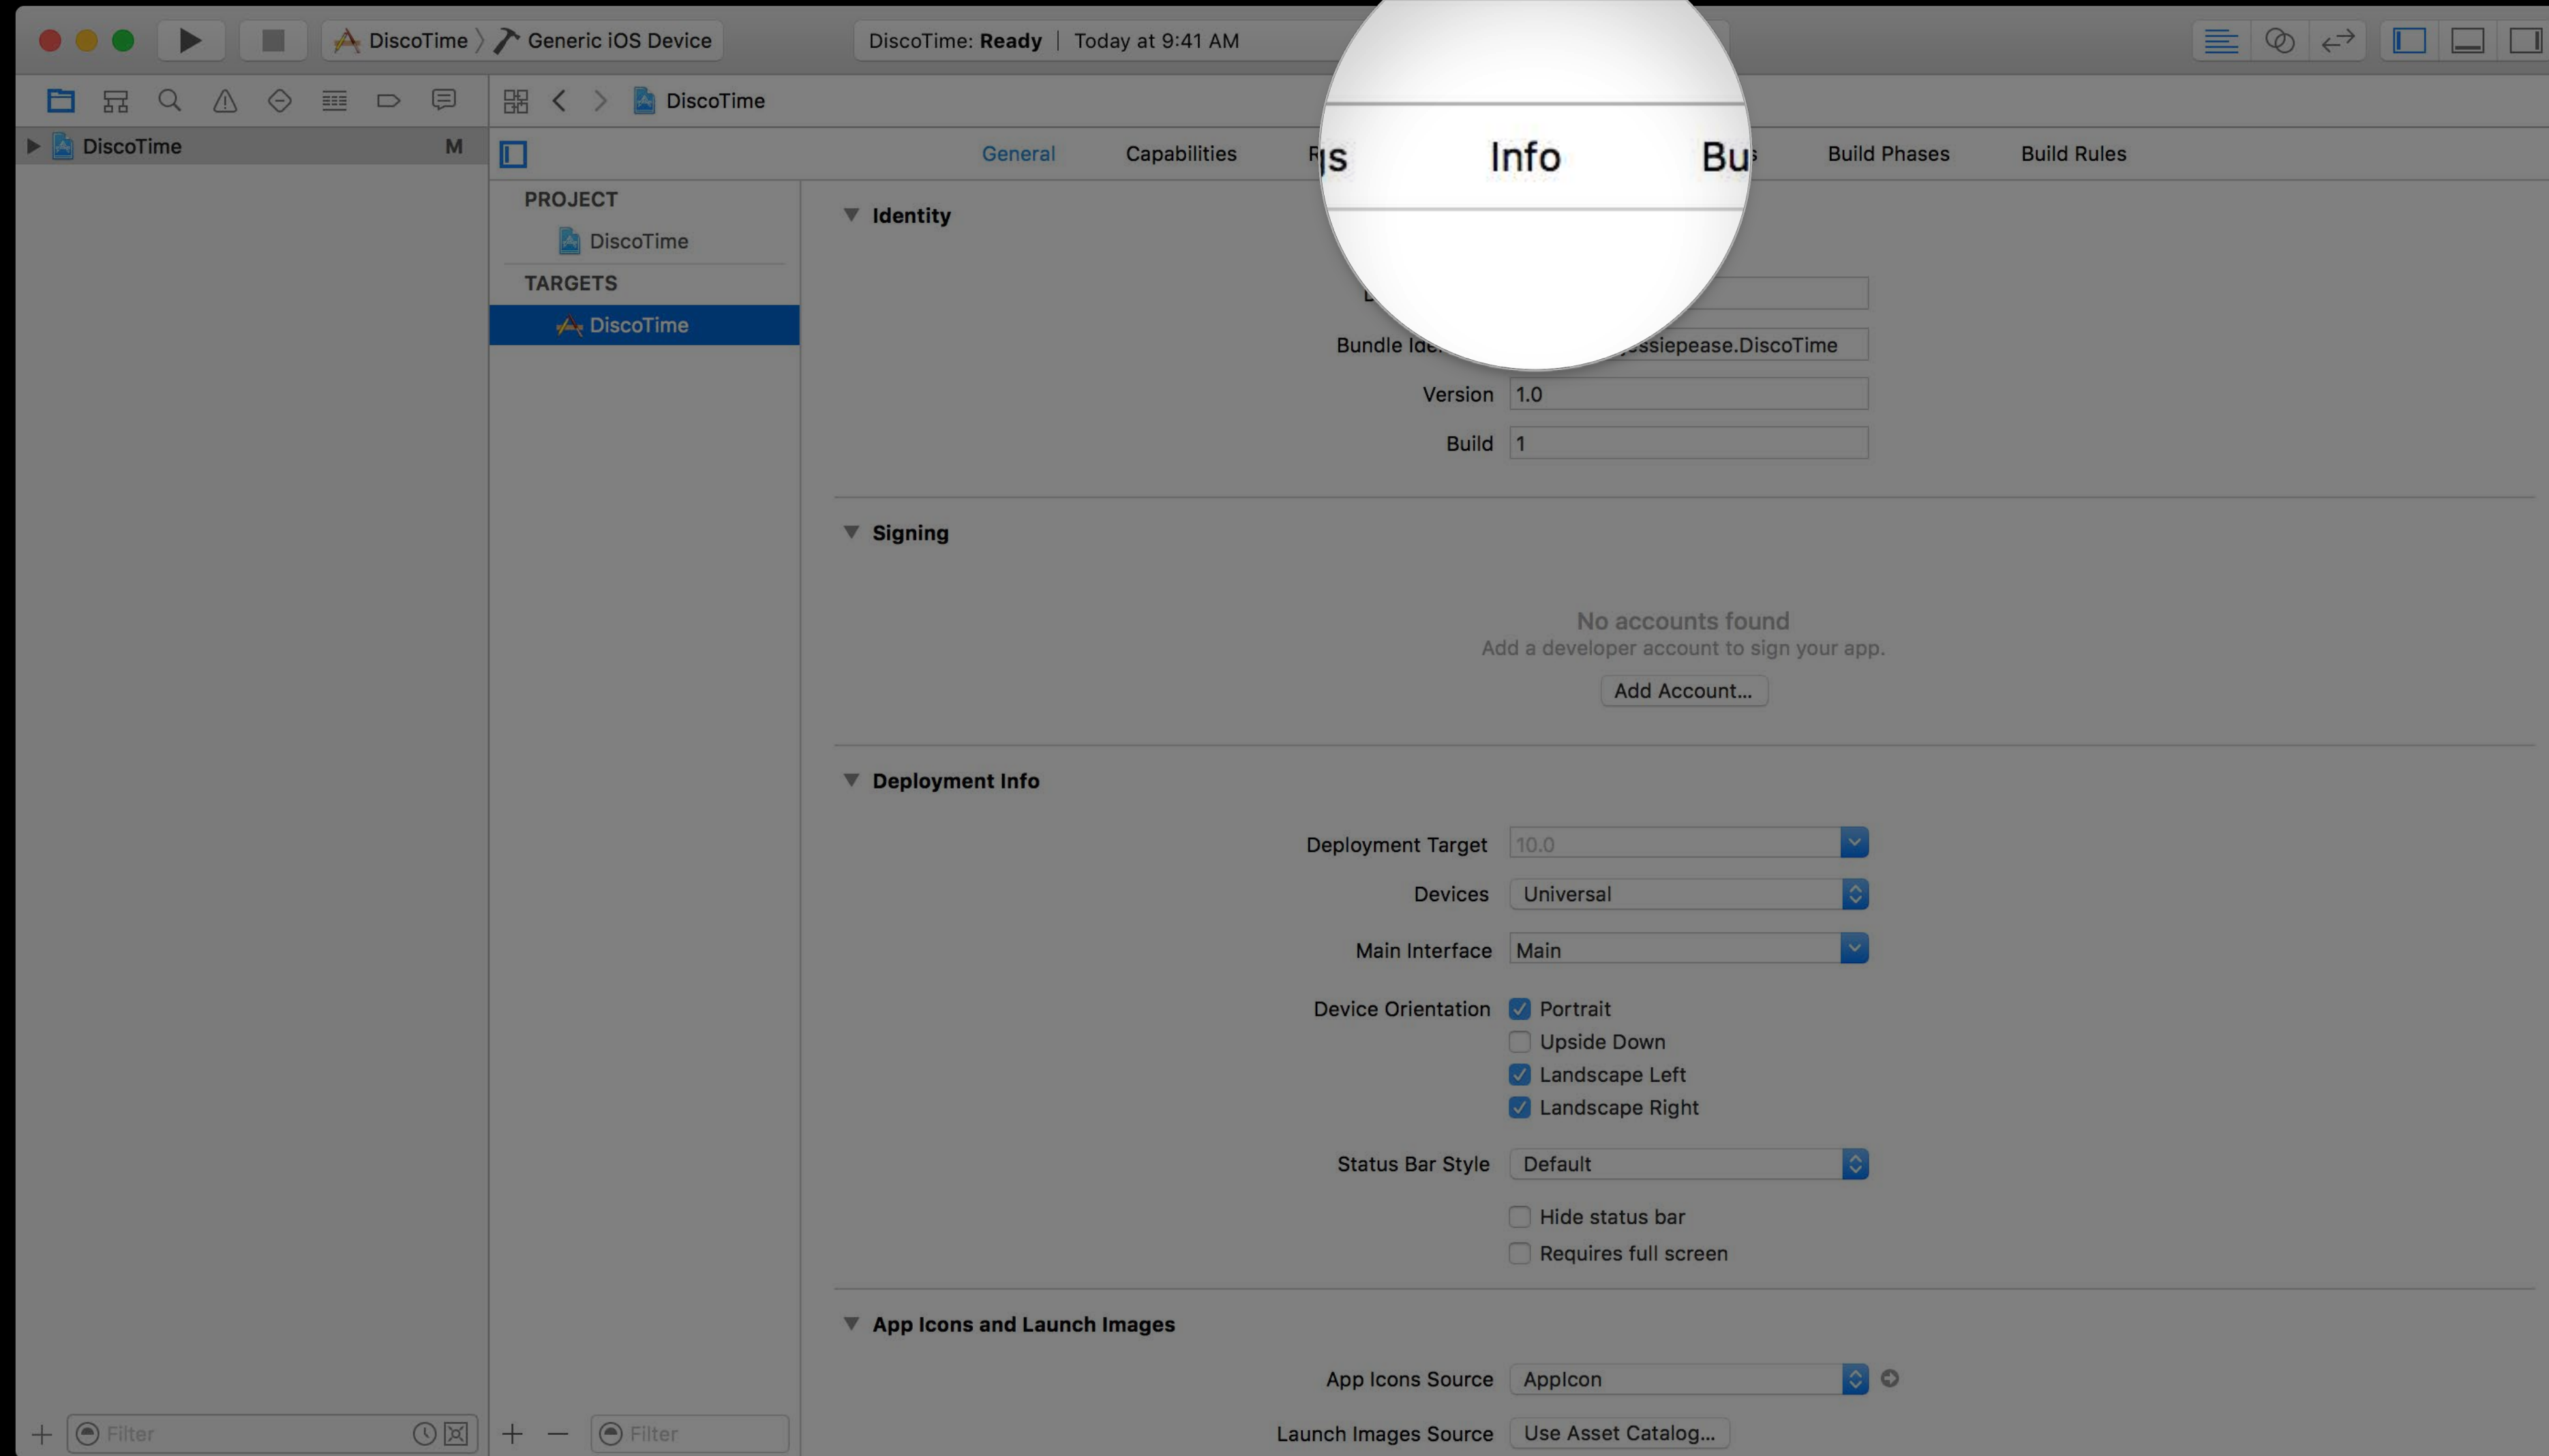 DiscoTime Generic iOS Device DiscoTime: Ready | Today at 9:41 AM
DiscoTime
DiscoTime M
General Capabilities Info Build Phases Build Rules
PROJECT
DiscoTime
TARGETS
DiscoTime
Identity
Bundle ssiepease.DiscoTime
Version 1.0
Build 1
Signing
No accounts found
Add a developer account to sign your app.
Add Account...
Deployment Info
Deployment Target 10.0
Devices Universal
Main Interface Main
Device Orientation Portrait
Upside Down
Landscape Left
Landscape Right
Status Bar Style Default
Hide status bar
Requires full screen
App Icons and Launch Images
App Icons Source AppIcon
Launch Images Source Use Asset Catalog...
Filter Filter